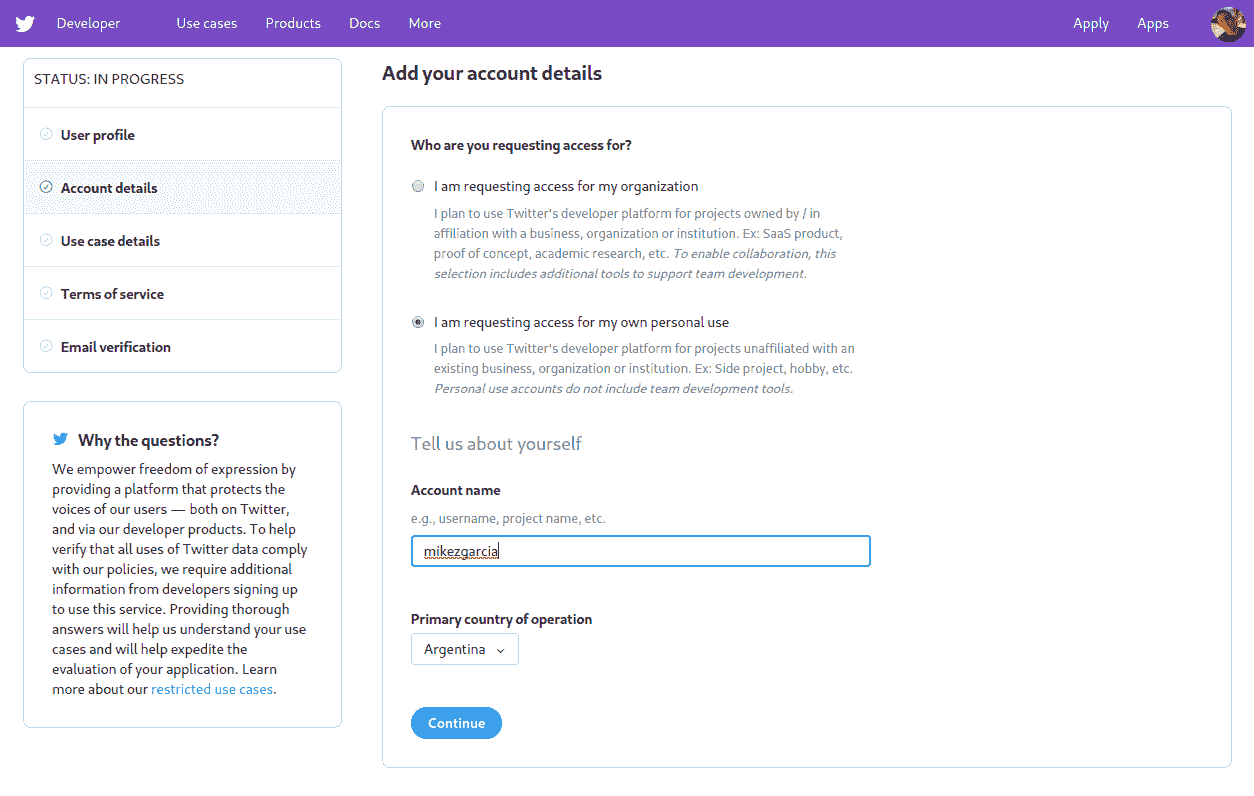 Developer Use cases Products Docs More Apply Apps
STATUS: IN PROGRESS
User profile
Account details
Use case details
Terms of service
Email verification
Why the questions?
We empower freedom of expression by
providing a platform that protects the
voices of our users — both on Twitter,
and via our developer products. To help
verify that all uses of Twitter data comply
with our policies, we require additional
information from developers signing up
to use this service. Providing thorough
answers will help us understand your use
cases and will help expedite the
evaluation of your application. Learn
more about our restricted use cases.
Add your account details
Who are you requesting access for?
I am requesting access for my organization
I plan to use Twitter's developer platform for projects owned by / in
affiliation with a business, organization or institution. Ex: SaaS product,
proof of concept, academic research, etc. To enable collaboration, this
selection includes additional tools to support team development.
I am requesting access for my own personal use
I plan to use Twitter's developer platform for projects unaffiliated with an
existing business, organization or institution. Ex: Side project, hobby, etc.
Personal use accounts do not include team development tools.
Tell us about yourself
Account name
e.g., username, project name, etc.
mikezgarcia
Primary country of operation
Argentina
Continue